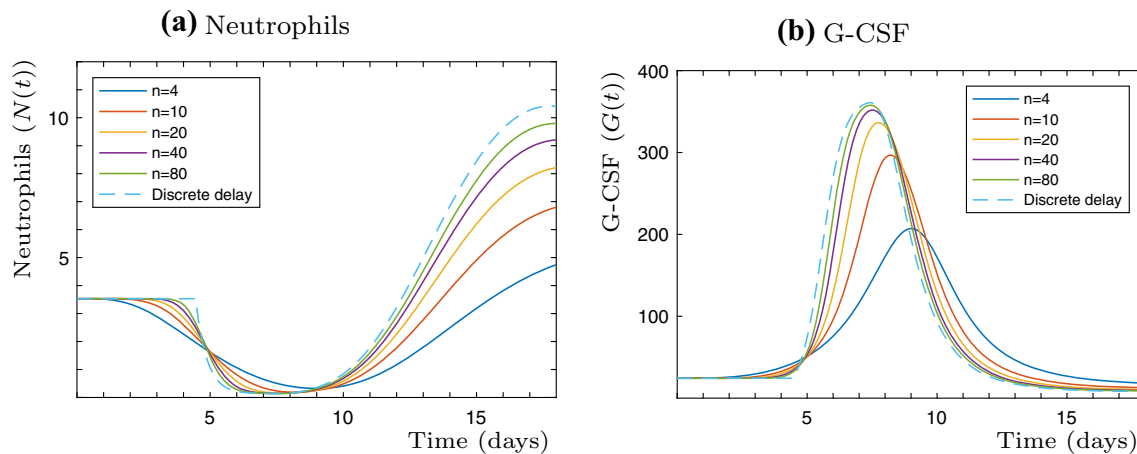 (a) Neutrophils
Neutrophils (N(t))
10
5
n=4
n=10
n=20
n=40
n=80
Discrete delay
5
10
15
Time (days)
(b) G-CSF
G-CSF (G(t))
400
300
200
100
n=4
n=10
n=20
n=40
n=80
Discrete delay
0
5
10
15
Time (days)